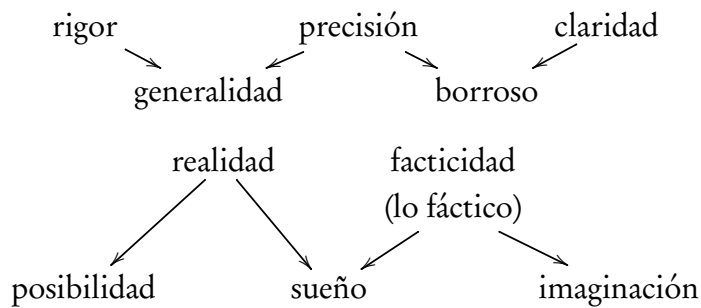 rigor precisión claridad
generalidad borroso
realidad facticidad
(lo fáctico)
posibilidad sueño imaginación